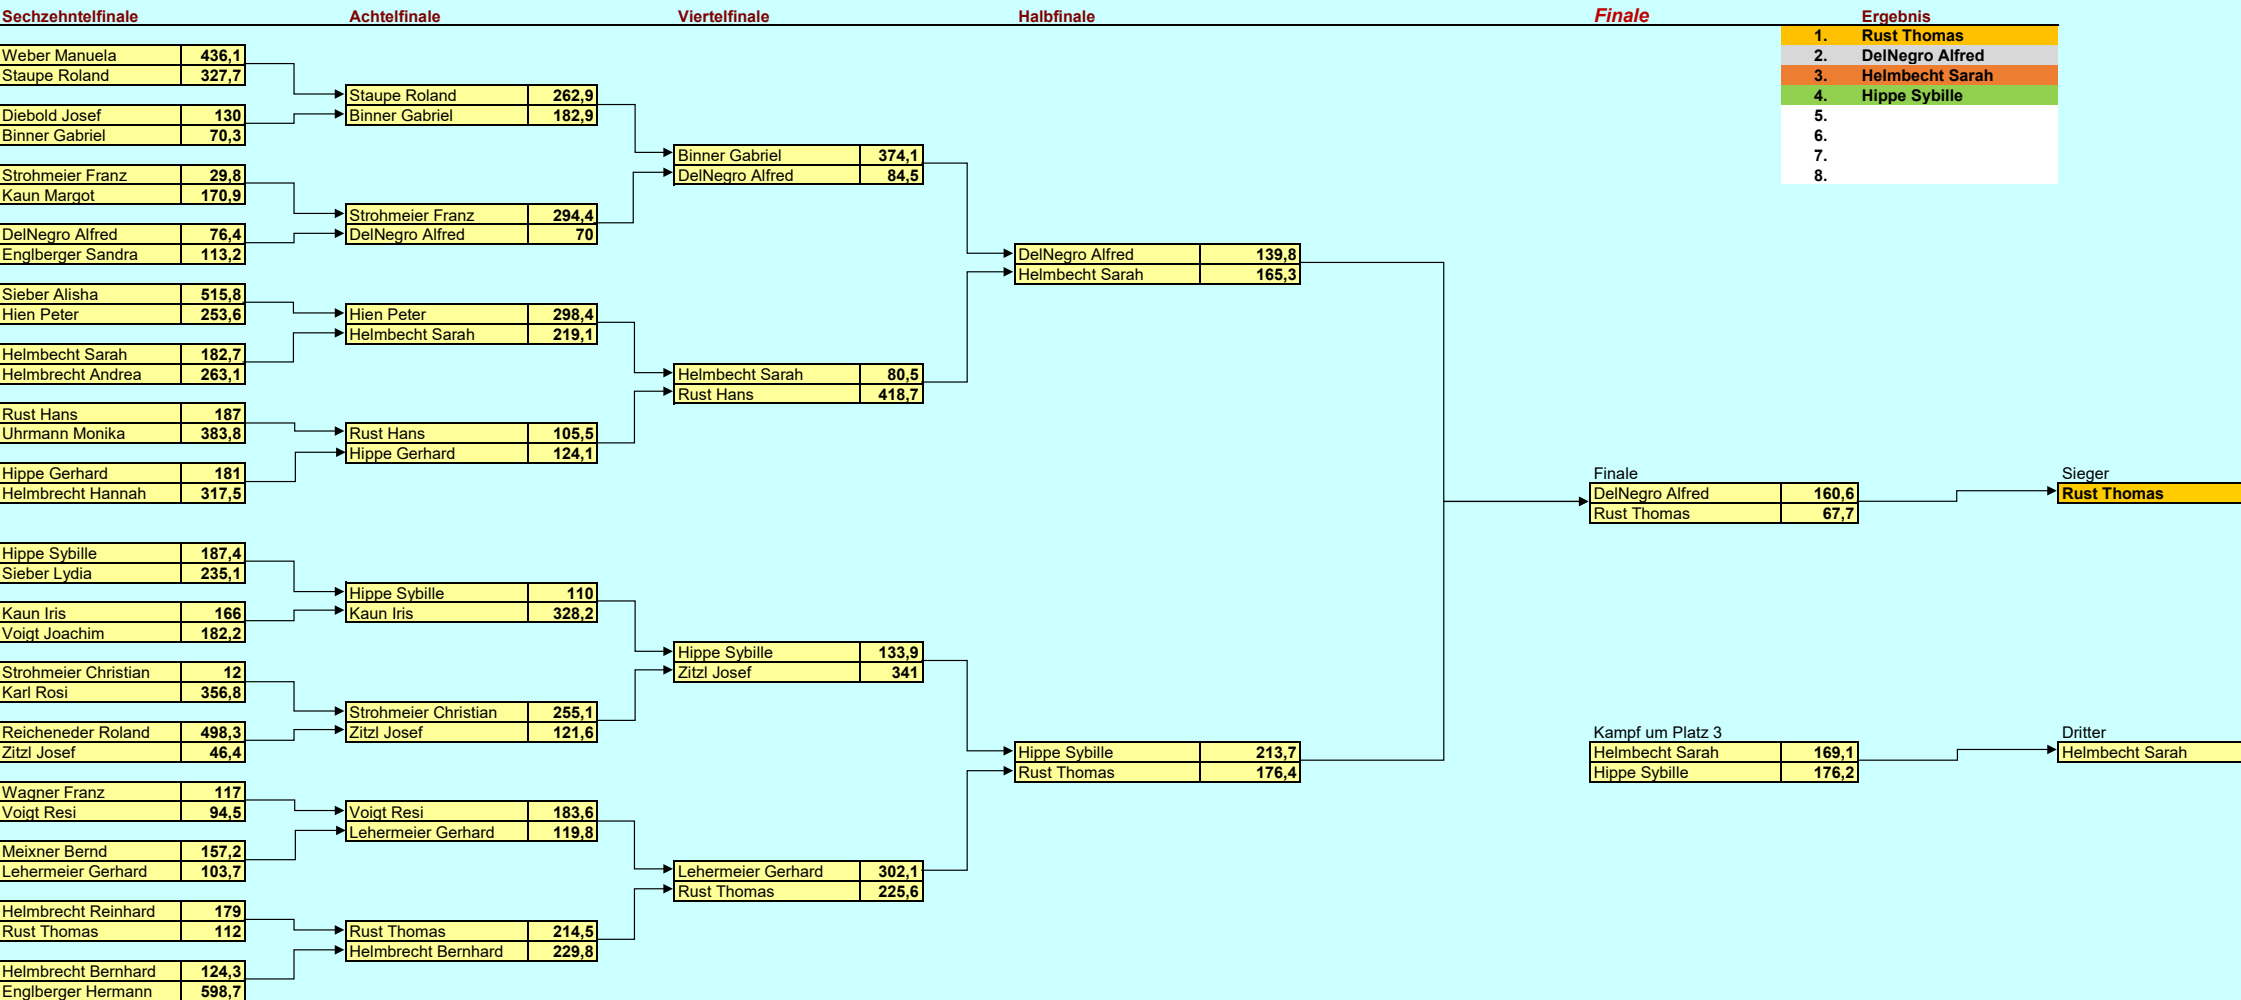 Sechzehntelfinale Achtelfinale Viertelfinale Halbfinale Finale Ergebnis
1. Rust Thomas
Weber Manuela 436,1 2. DelNegro Alfred
Staupe Roland 327,7 3. Helmbecht Sarah
Staupe Roland 262,9 4. Hippe Sybille
Diebold Josef 130 Binner Gabriel 182,9 5.
Binner Gabriel 70,3 6.
Binner Gabriel 374,1 7.
Strohmeier Franz 29,8 DelNegro Alfred 84,5 8.
Kaun Margot 170,9
Strohmeier Franz 294,4
DelNegro Alfred 76,4 DelNegro Alfred 70
Englberger Sandra 113,2 DelNegro Alfred 139,8
Helmbecht Sarah 165,3
Sieber Alisha 515,8
Hien Peter 253,6 Hien Peter 298,4
Helmbecht Sarah 219,1
Helmbecht Sarah 182,7
Helmbrecht Andrea 263,1 Helmbecht Sarah 80,5
Rust Hans 418,7
Rust Hans 187
Uhrmann Monika 383,8 Rust Hans 105,5
Hippe Gerhard 124,1
Hippe Gerhard 181 Finale Sieger
Helmbrecht Hannah 317,5 DelNegro Alfred 160,6 Rust Thomas
Rust Thomas 67,7
Hippe Sybille 187,4
Sieber Lydia 235,1
Hippe Sybille 110
Kaun Iris 166 Kaun Iris 328,2
Voigt Joachim 182,2
Hippe Sybille 133,9
Strohmeier Christian 12 Zitzl Josef 341
Karl Rosi 356,8
Strohmeier Christian 255,1
Reicheneder Roland 498,3 Zitzl Josef 121,6 Kampf um Platz 3 Dritter
Zitzl Josef 46,4 Hippe Sybille 213,7 Helmbecht Sarah 169,1 Helmbecht Sarah
Rust Thomas 176,4 Hippe Sybille 176,2
Wagner Franz 117
Voigt Resi 94,5 Voigt Resi 183,6
Lehermeier Gerhard 119,8
Meixner Bernd 157,2
Lehermeier Gerhard 103,7 Lehermeier Gerhard 302,1
Rust Thomas 225,6
Helmbrecht Reinhard 179
Rust Thomas 112 Rust Thomas 214,5
Helmbrecht Bernhard 229,8
Helmbrecht Bernhard 124,3
Englberger Hermann 598,7